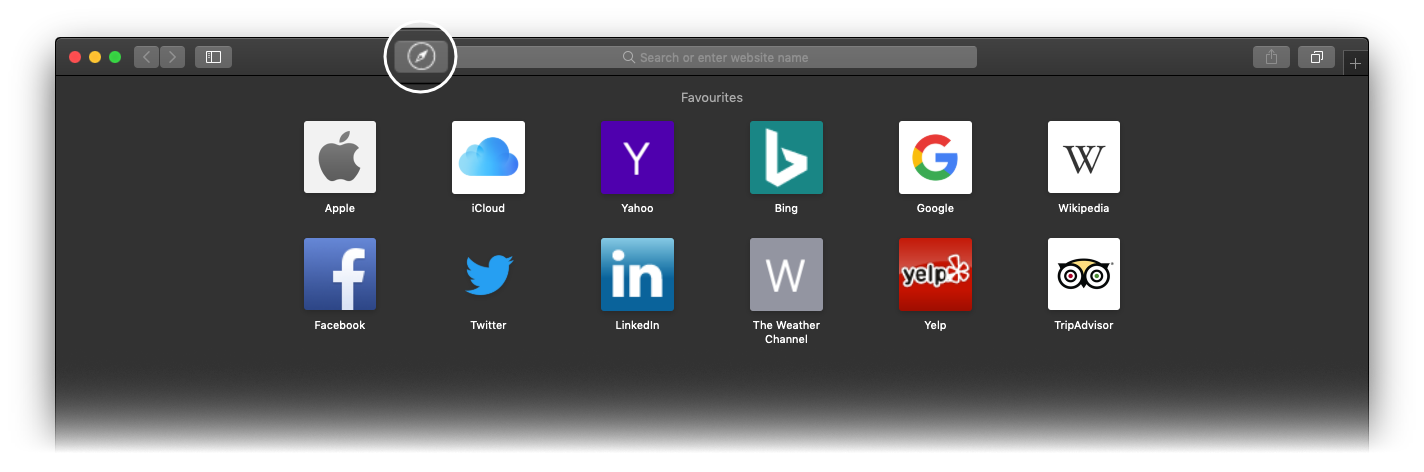 Search or enter website name
Favourites
Y
W
Apple
iCloud
Yahoo
Bing
Google
Wikipedia
in
W
yelp
Facebook
Twitter
LinkedIn
The Weather
Channel
Yelp
TripAdvisor